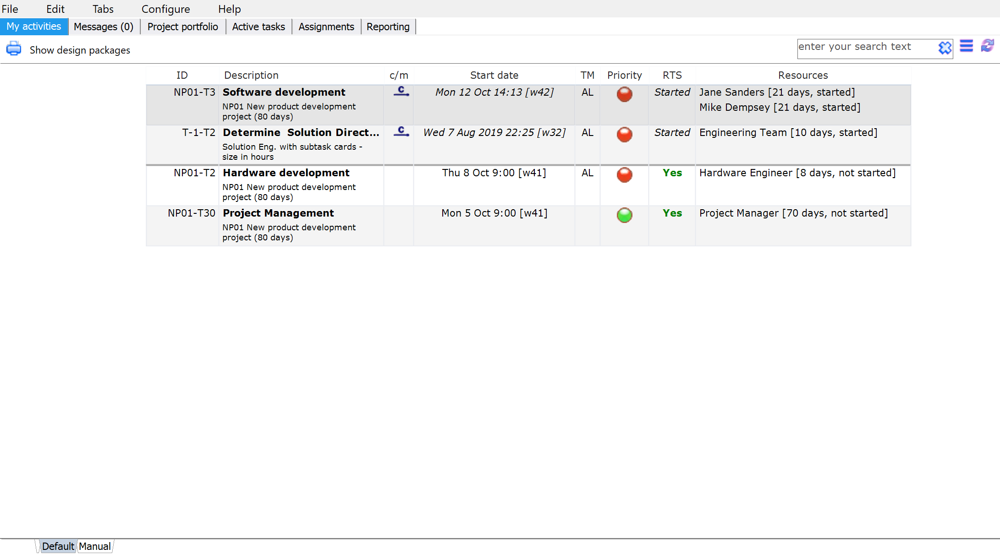 File Edit Tabs Configure Help
My activities Messages (0) Project portfolio Active tasks Assignments Reporting
Show design packages enter your search text
ID Description c/m Start date TM Priority RTS Resources
NP01-T3 Software development c Mon 12 Oct 14:13 [w42] AL Started Jane Sanders [21 days, started]
NP01 New product development Mike Dempsey [21 days, started]
project (80 days)
T-1-T2 Determine Solution Direct... c Wed 7 Aug 2019 22:25 [w32] AL Started Engineering Team [10 days, started]
Solution Eng. with subtask cards -
size in hours
NP01-T2 Hardware development Thu 8 Oct 9:00 [w41] AL Yes Hardware Engineer [8 days, not started]
NP01 New product development
project (80 days)
NP01-T30 Project Management Mon 5 Oct 9:00 [w41] Yes Project Manager [70 days, not started]
NP01 New product development
project (80 days)
Default Manual